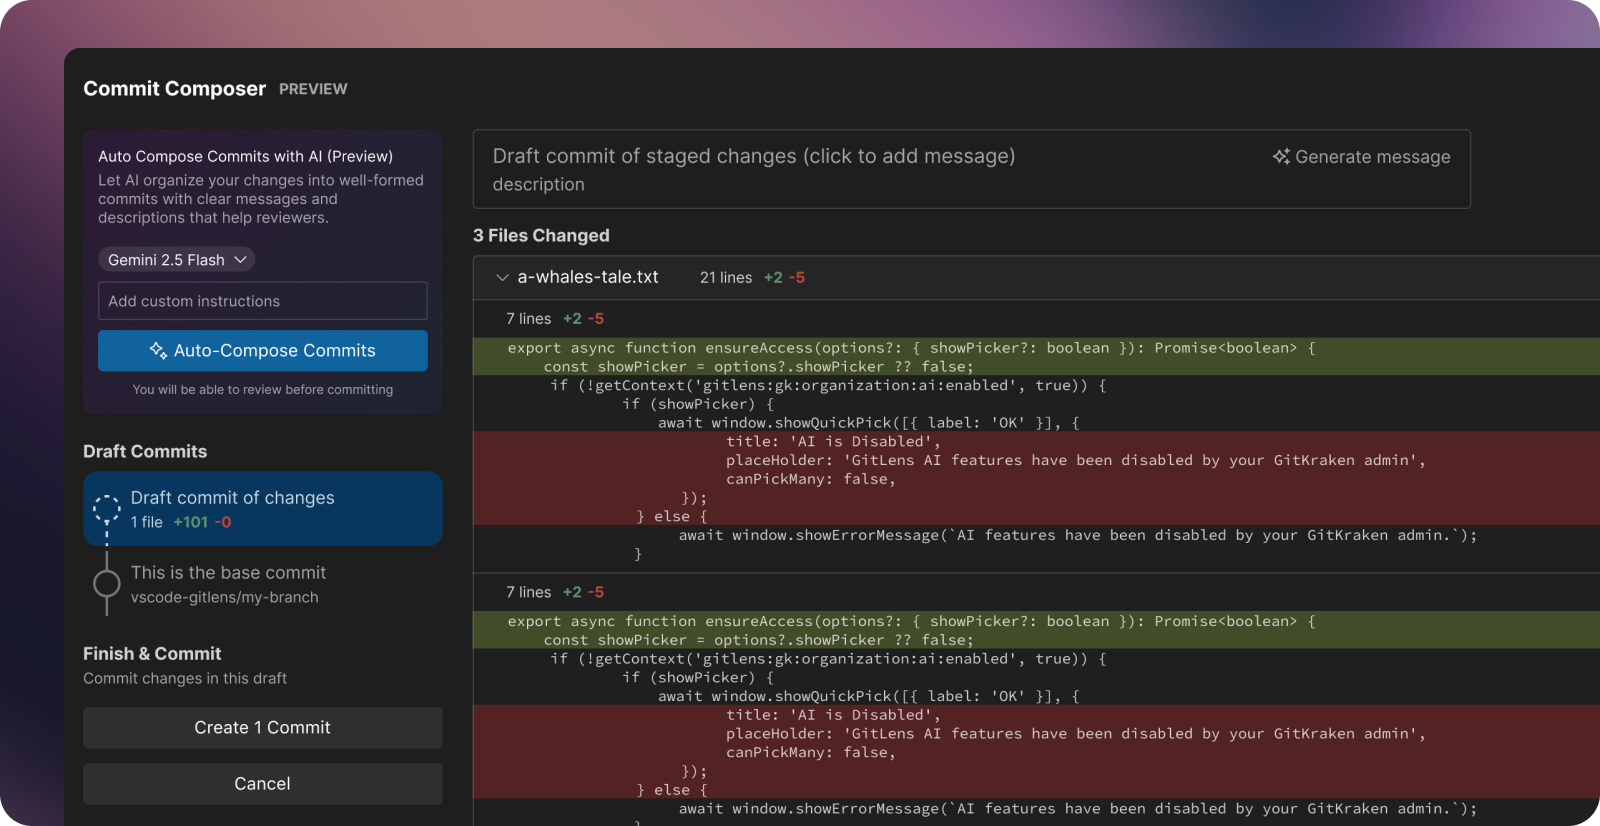 Commit Composer PREVIEW
Auto Compose Commits with AI (Preview)
Let AI organize your changes into well-formed
commits with clear messages and
descriptions that help reviewers.
Gemini 2.5 Flash
Add custom instructions
Auto-Compose Commits
You will be able to review before committing
Draft Commits
Draft commit of changes
1 file +101 -0
This is the base commit
vscode-gitlens/my-branch
Finish & Commit
Commit changes in this draft
Create 1 Commit
Cancel
Draft commit of staged changes (click to add message)
Generate message
description
3 Files Changed
a-whales-tale.txt 21 lines +2 -5
7 lines +2 -5
export async function ensureAccess(options?: { showPicker?: boolean }): Promise<boolean> {
const showPicker = options?.showPicker ?? false;
if (!getContext('gitlens:gk:organization:ai:enabled', true)) {
if (showPicker) {
await window.showQuickPick([{ label: 'OK' }], {
title: 'AI is Disabled',
placeHolder: 'GitLens AI features have been disabled by your GitKraken admin',
canPickMany: false,
});
} else {
await window.showErrorMessage(`AI features have been disabled by your GitKraken admin.`);
}
7 lines +2 -5
export async function ensureAccess(options?: { showPicker?: boolean }): Promise<boolean> {
const showPicker = options?.showPicker ?? false;
if (!getContext('gitlens:gk:organization:ai:enabled', true)) {
if (showPicker) {
await window.showQuickPick([{ label: 'OK' }], {
title: 'AI is Disabled',
placeHolder: 'GitLens AI features have been disabled by your GitKraken admin',
canPickMany: false,
});
} else {
await window.showErrorMessage(`AI features have been disabled by your GitKraken admin.`);